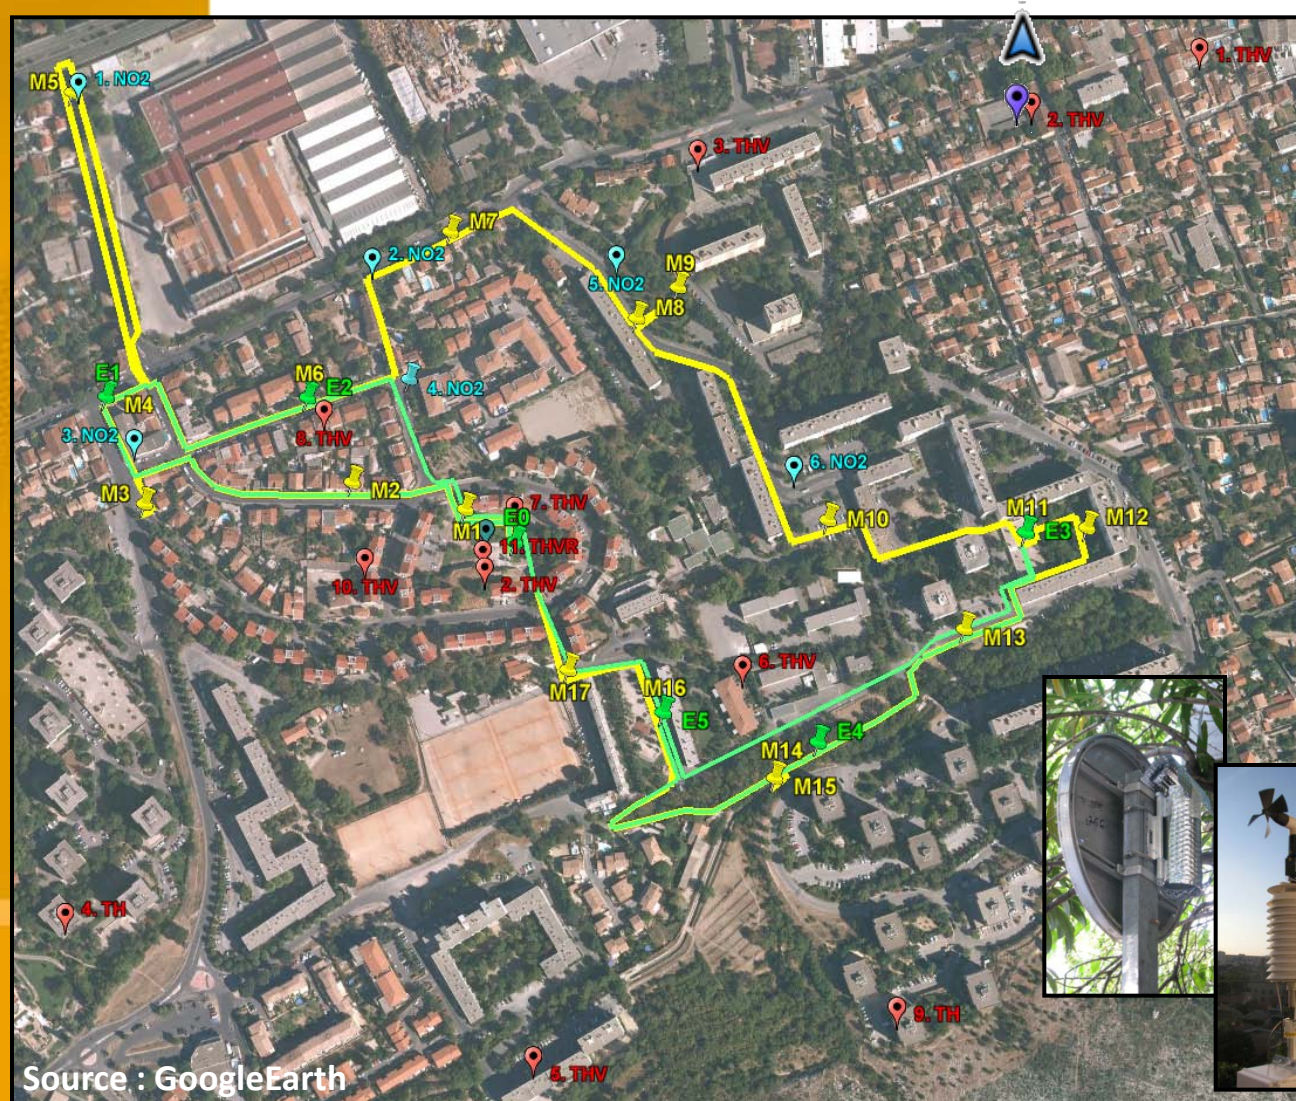 1. THV
M5
1. NO2
2. THV
3. THV
M7
2. NO2
M9
5. NO2
M8
E1
M6
E2
4. NO2
M4
8. THV
3. NO2
6. NO2
M3
M2
7. THV
M1
E0
M10
M11
E3
M12
11. THVR
10. THV
2. THV
M13
6. THV
M17
M16
E5
E4
M14
M15
4. TH
9. TH
5. THV
Source : GoogleEarth